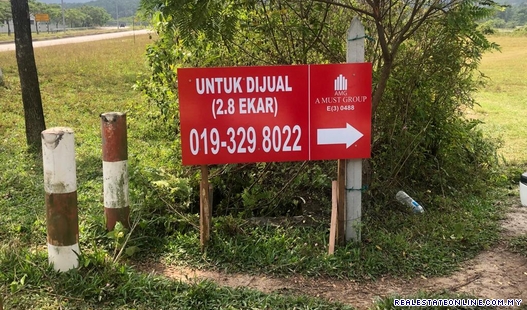 UNTUK DIJUAL
(2.8 EKAR)
019-329 8022
AMG
A MUST GROUP
E(3) 0488
REALESTATEONLINE.COM.MY